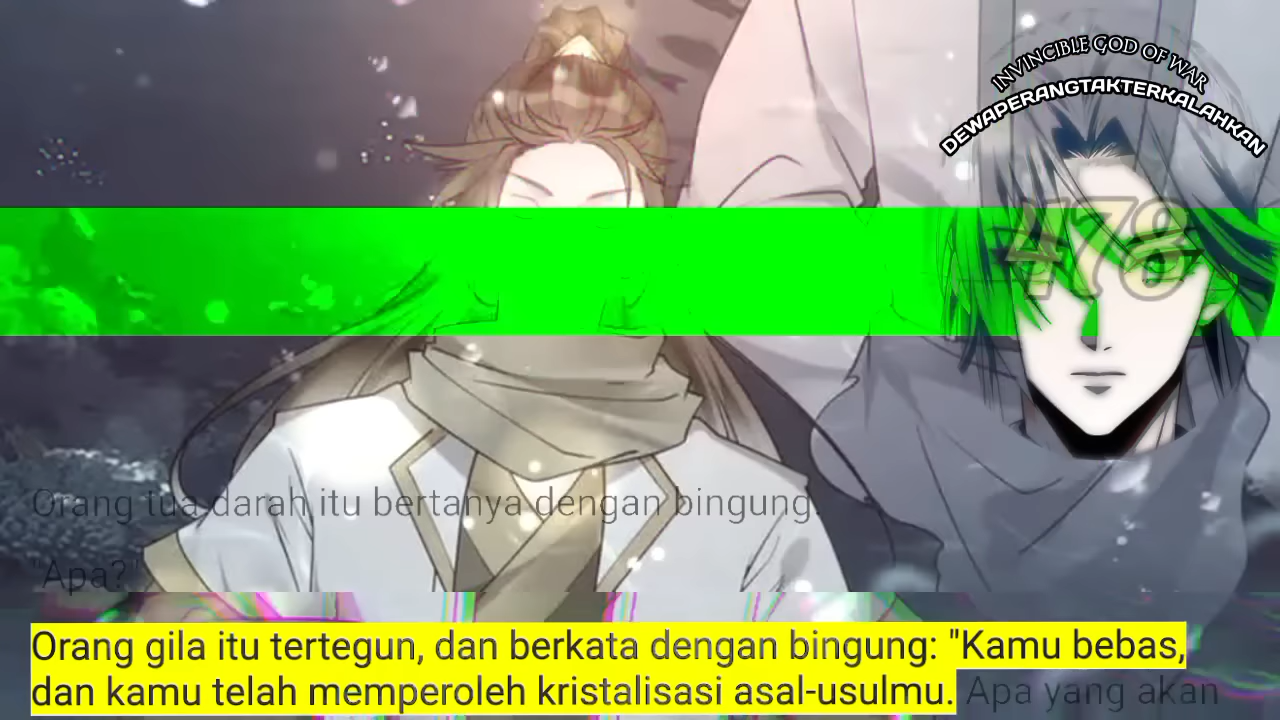 INVINCIBLE GOD OF WAR
DEWAPERANGTAKTERKALAHKAN
#78
Orang tua darah itu bertanya dengan bingung.
"Apa?"
Orang gila itu tertegun, dan berkata dengan bingung: "Kamu bebas,
dan kamu telah memperoleh kristalisasi asal-usulmu. Apa yang akan